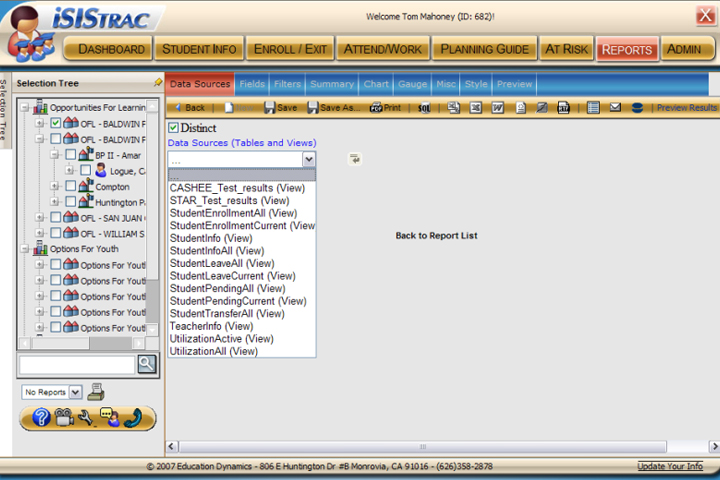 iSISTRAC
Welcome Tom Mahoney (ID: 682)!
DASHBOARD STUDENT INFO ENROLL / EXIT ATTEND/WORK PLANNING GUIDE AT RISK REPORTS ADMIN
Selection Tree
Selection Tree
Opportunities For Learnin
OFL - BALDWIN P
OFL - BALDWIN P
BP II - Amar
Logue, C
Compton
Huntington P
OFL - SAN JUAN
OFL - WILLIAM S
Options For Youth
Options For Yout
Options For Yout
Options For Yout
Options For Yout
Options For Yout
No Reports
Data Sources Fields Filters Summary Chart Gauge Misc Style Preview
Back Save Save As... Print SQL Preview Results
Distinct
Data Sources (Tables and Views)
...
...
CASHEE_Test_results (View)
STAR_Test_results (View)
StudentEnrollmentAll (View)
StudentEnrollmentCurrent (View
StudentInfo (View)
StudentInfoAll (View)
StudentLeaveAll (View)
StudentLeaveCurrent (View)
StudentPendingAll (View)
StudentPendingCurrent (View)
StudentTransferAll (View)
TeacherInfo (View)
UtilizationActive (View)
UtilizationAll (View)
Back to Report List
© 2007 Education Dynamics - 806 E Huntington Dr #B Monrovia, CA 91016 - (626)358-2878
Update Your Info